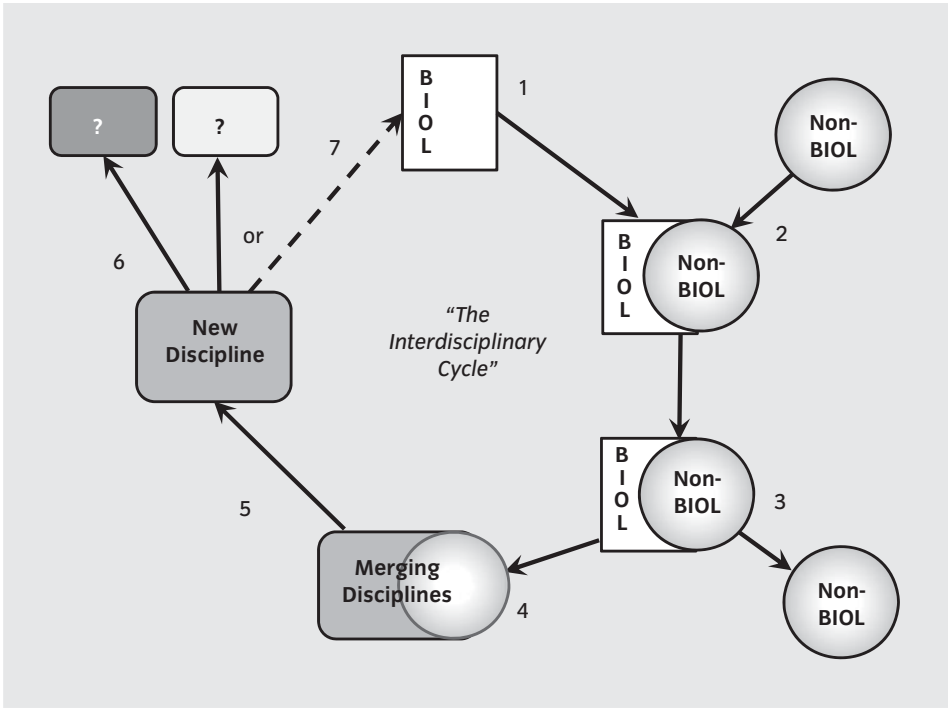 B
I
O
L
1
Non-
BIOL
2
B
I
O
L
Non-
BIOL
?
?
7
or
6
New
Discipline
“The
Interdisciplinary
Cycle”
B
I
O
L
Non-
BIOL
3
Non-
BIOL
Merging
Disciplines
4
5